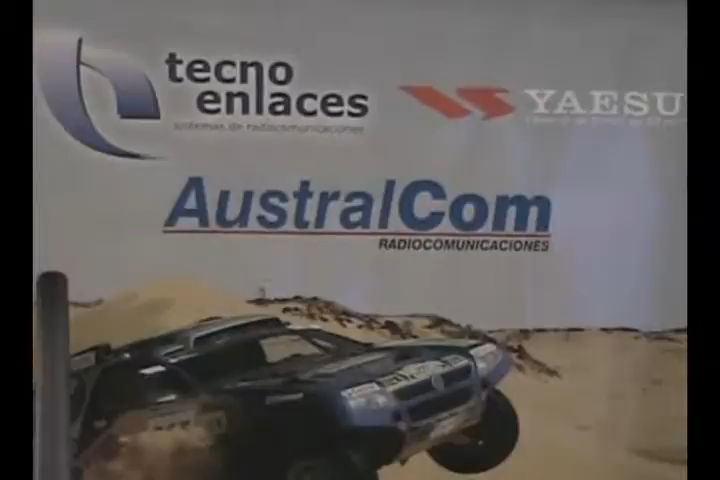 tecno
enlaces
sistemas de radiocomunicaciones
YAESU
AustralCom
RADIOCOMUNICACIONES